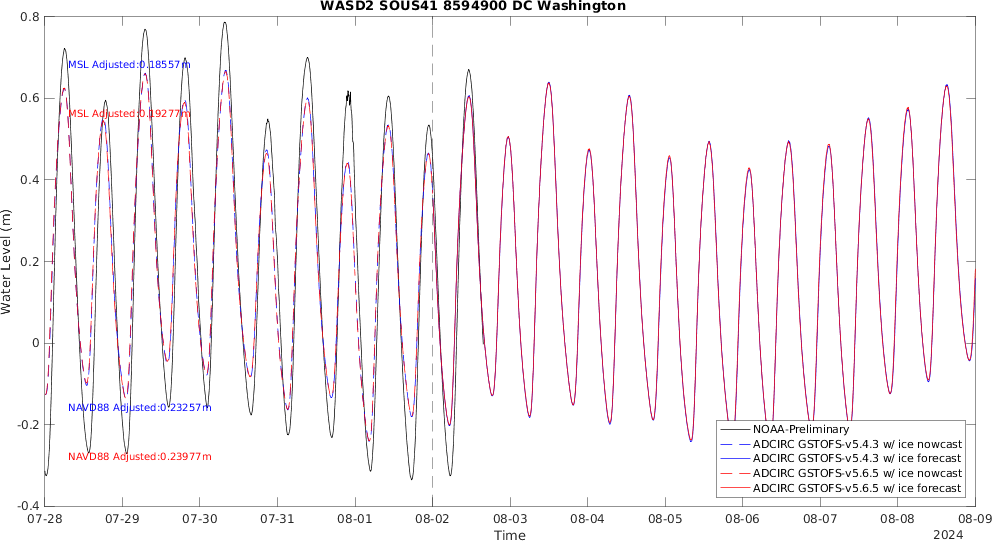 WASD2 SOUS41 8594900 DC Washington
0.8
0.6
0.4
0.2
0
-0.2
-0.4
Water Level (m)
MSL Adjusted:0.18557m
MSL Adjusted:0.19277m
NAVD88 Adjusted:0.23257m
NAVD88 Adjusted:0.23977m
NOAA-Preliminary
ADCIRC GSTOFS-v5.4.3 w/ ice nowcast
ADCIRC GSTOFS-v5.4.3 w/ ice forecast
ADCIRC GSTOFS-v5.6.5 w/ ice nowcast
ADCIRC GSTOFS-v5.6.5 w/ ice forecast
07-28 07-29 07-30 07-31 08-01 08-02 08-03 08-04 08-05 08-06 08-07 08-08 08-09
Time
2024